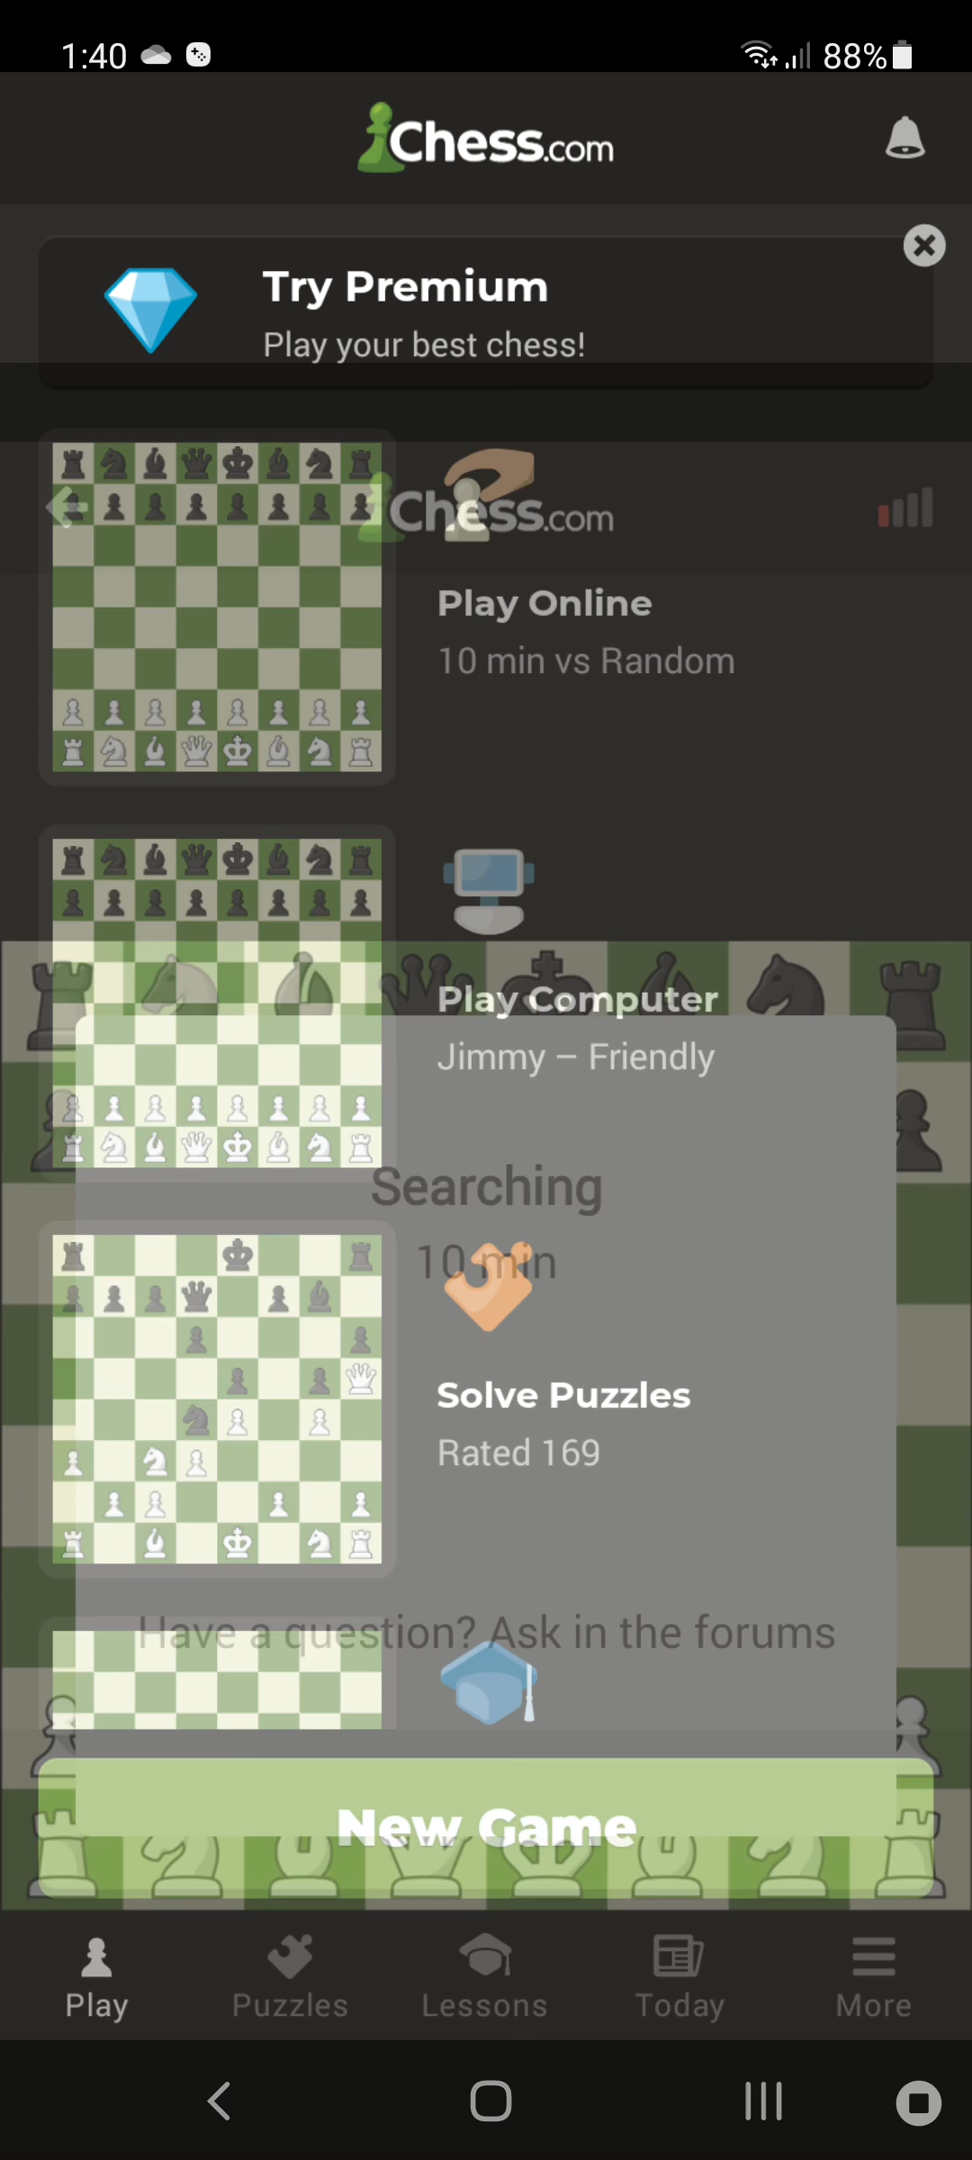 1:40
88%
Chess.com
Try Premium
Play your best chess!
Chess.com
Play Online
10 min vs Random
Play Computer
Jimmy – Friendly
Searching
10 min
Solve Puzzles
Rated 169
Have a question? Ask in the forums
New Game
Play Puzzles Lessons Today More